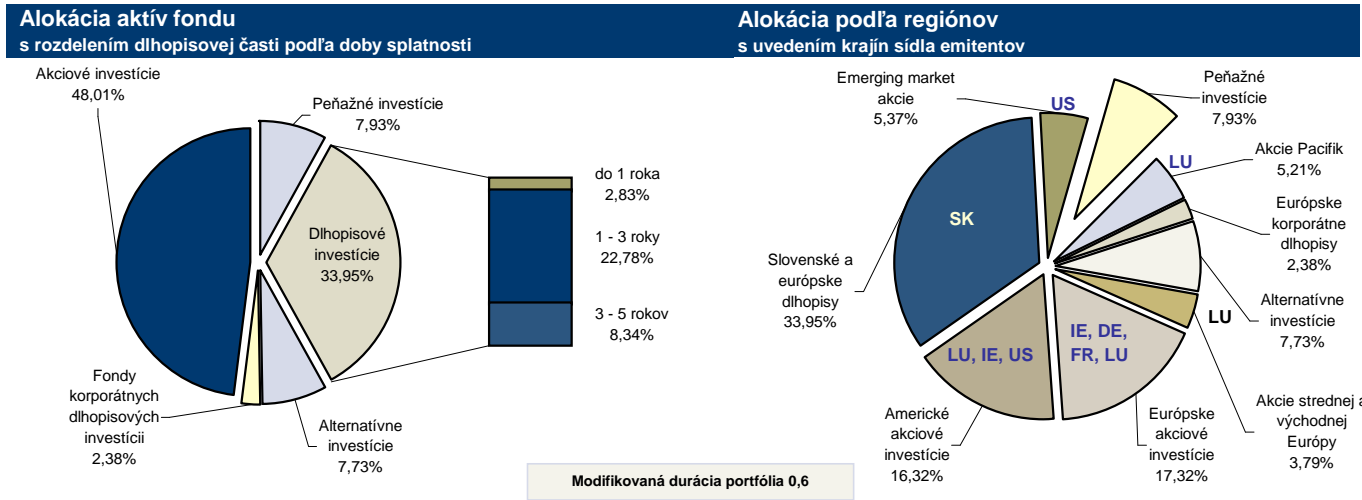 Alokácia aktív fondu
s rozdelením dlhopisovej časti podľa doby splatnosti
Akciové investície
48,01%
Peňažné investície
7,93%
Dlhopisové
investície
33,95%
do 1 roka
2,83%
1 - 3 roky
22,78%
3 - 5 rokov
8,34%
Fondy
korporátnych
dlhopisových
investícii
2,38%
Alternatívne
investície
7,73%
Modifikovaná durácia portfólia 0,6
Alokácia podľa regiónov
s uvedením krajín sídla emitentov
Emerging market
akcie
5,37%
US
Peňažné
investície
7,93%
LU
Akcie Pacifik
5,21%
Európske
korporátne
dlhopisy
2,38%
SK
Slovenské a
európske
dlhopisy
33,95%
Alternatívne
investície
7,73%
LU
IE, DE,
FR, LU
LU, IE, US
Americké
akciové
investície
16,32%
Európske
akciové
investície
17,32%
Akcie strednej a
východnej
Európy
3,79%